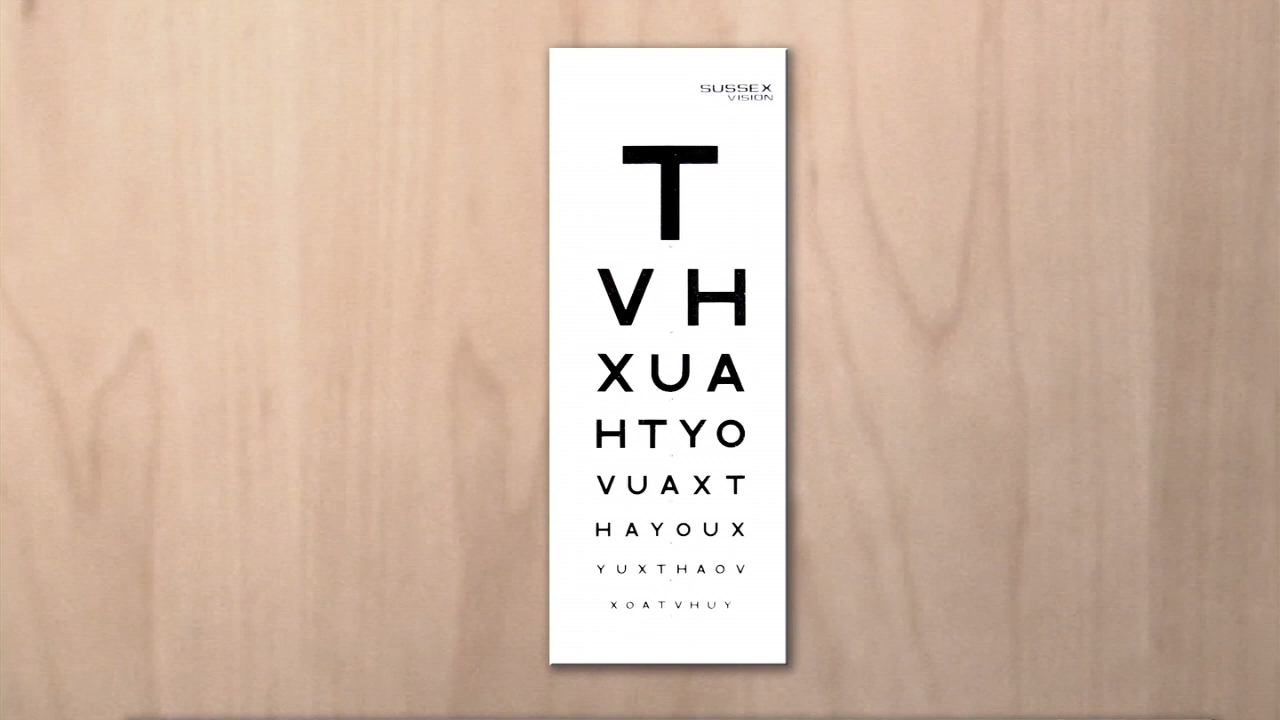 SUSSEX
VISION
T
V H
X U A
H T Y O
V U A X T
H A Y O U X
Y U X T H A O V
X O A T V H U Y